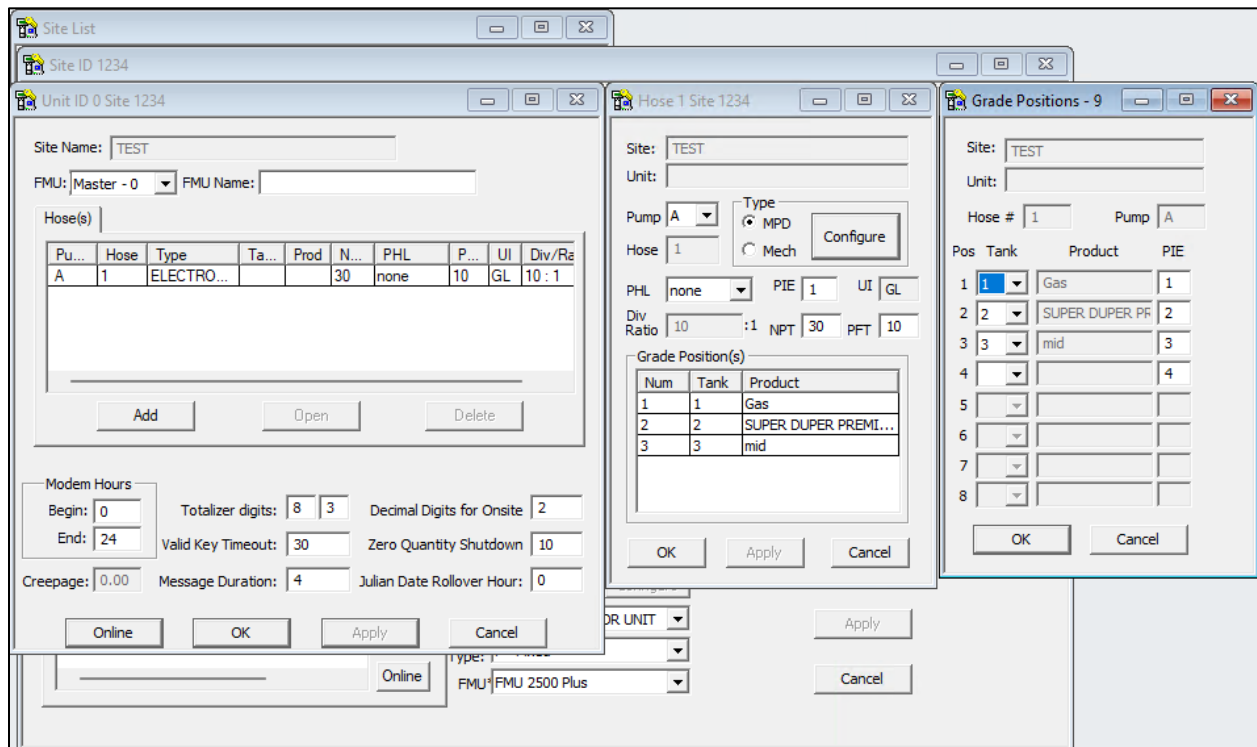 Site List
Site ID 1234
Unit ID 0 Site 1234
Site Name: TEST
FMU: Master - 0 FMU Name:
Hose(s)
Pu... Hose Type Ta... Prod N... PHL P... UI Div/Ra
A 1 ELECTRO... 30 none 10 GL 10 : 1
Add Open Delete
Modem Hours
Begin: 0 Totalizer digits: 8 3 Decimal Digits for Onsite 2
End: 24 Valid Key Timeout: 30 Zero Quantity Shutdown 10
Creepage: 0.00 Message Duration: 4 Julian Date Rollover Hour: 0
Online OK Apply Cancel
Hose 1 Site 1234
Site: TEST
Unit:
Pump A Type
MPD
Configure
Hose 1 Mech
PHL none PIE 1 UI GL
Div
Ratio 10 :1 NPT 30 PFT 10
Grade Position(s)
Num Tank Product
1 1 Gas
2 2 SUPER DUPER PREMI...
3 3 mid
OK Apply Cancel
Grade Positions - 9
Site: TEST
Unit:
Hose # 1 Pump A
Pos Tank Product PIE
1 1 Gas 1
2 2 SUPER DUPER PR 2
3 3 mid 3
4 4
5
6
7
8
OK Cancel
OR UNIT Apply
Type:
Online FMU FMU 2500 Plus Cancel